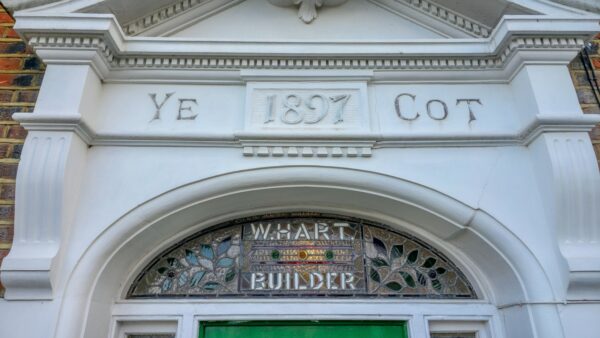 YE 1897 COT
W. HART.
BUILDER